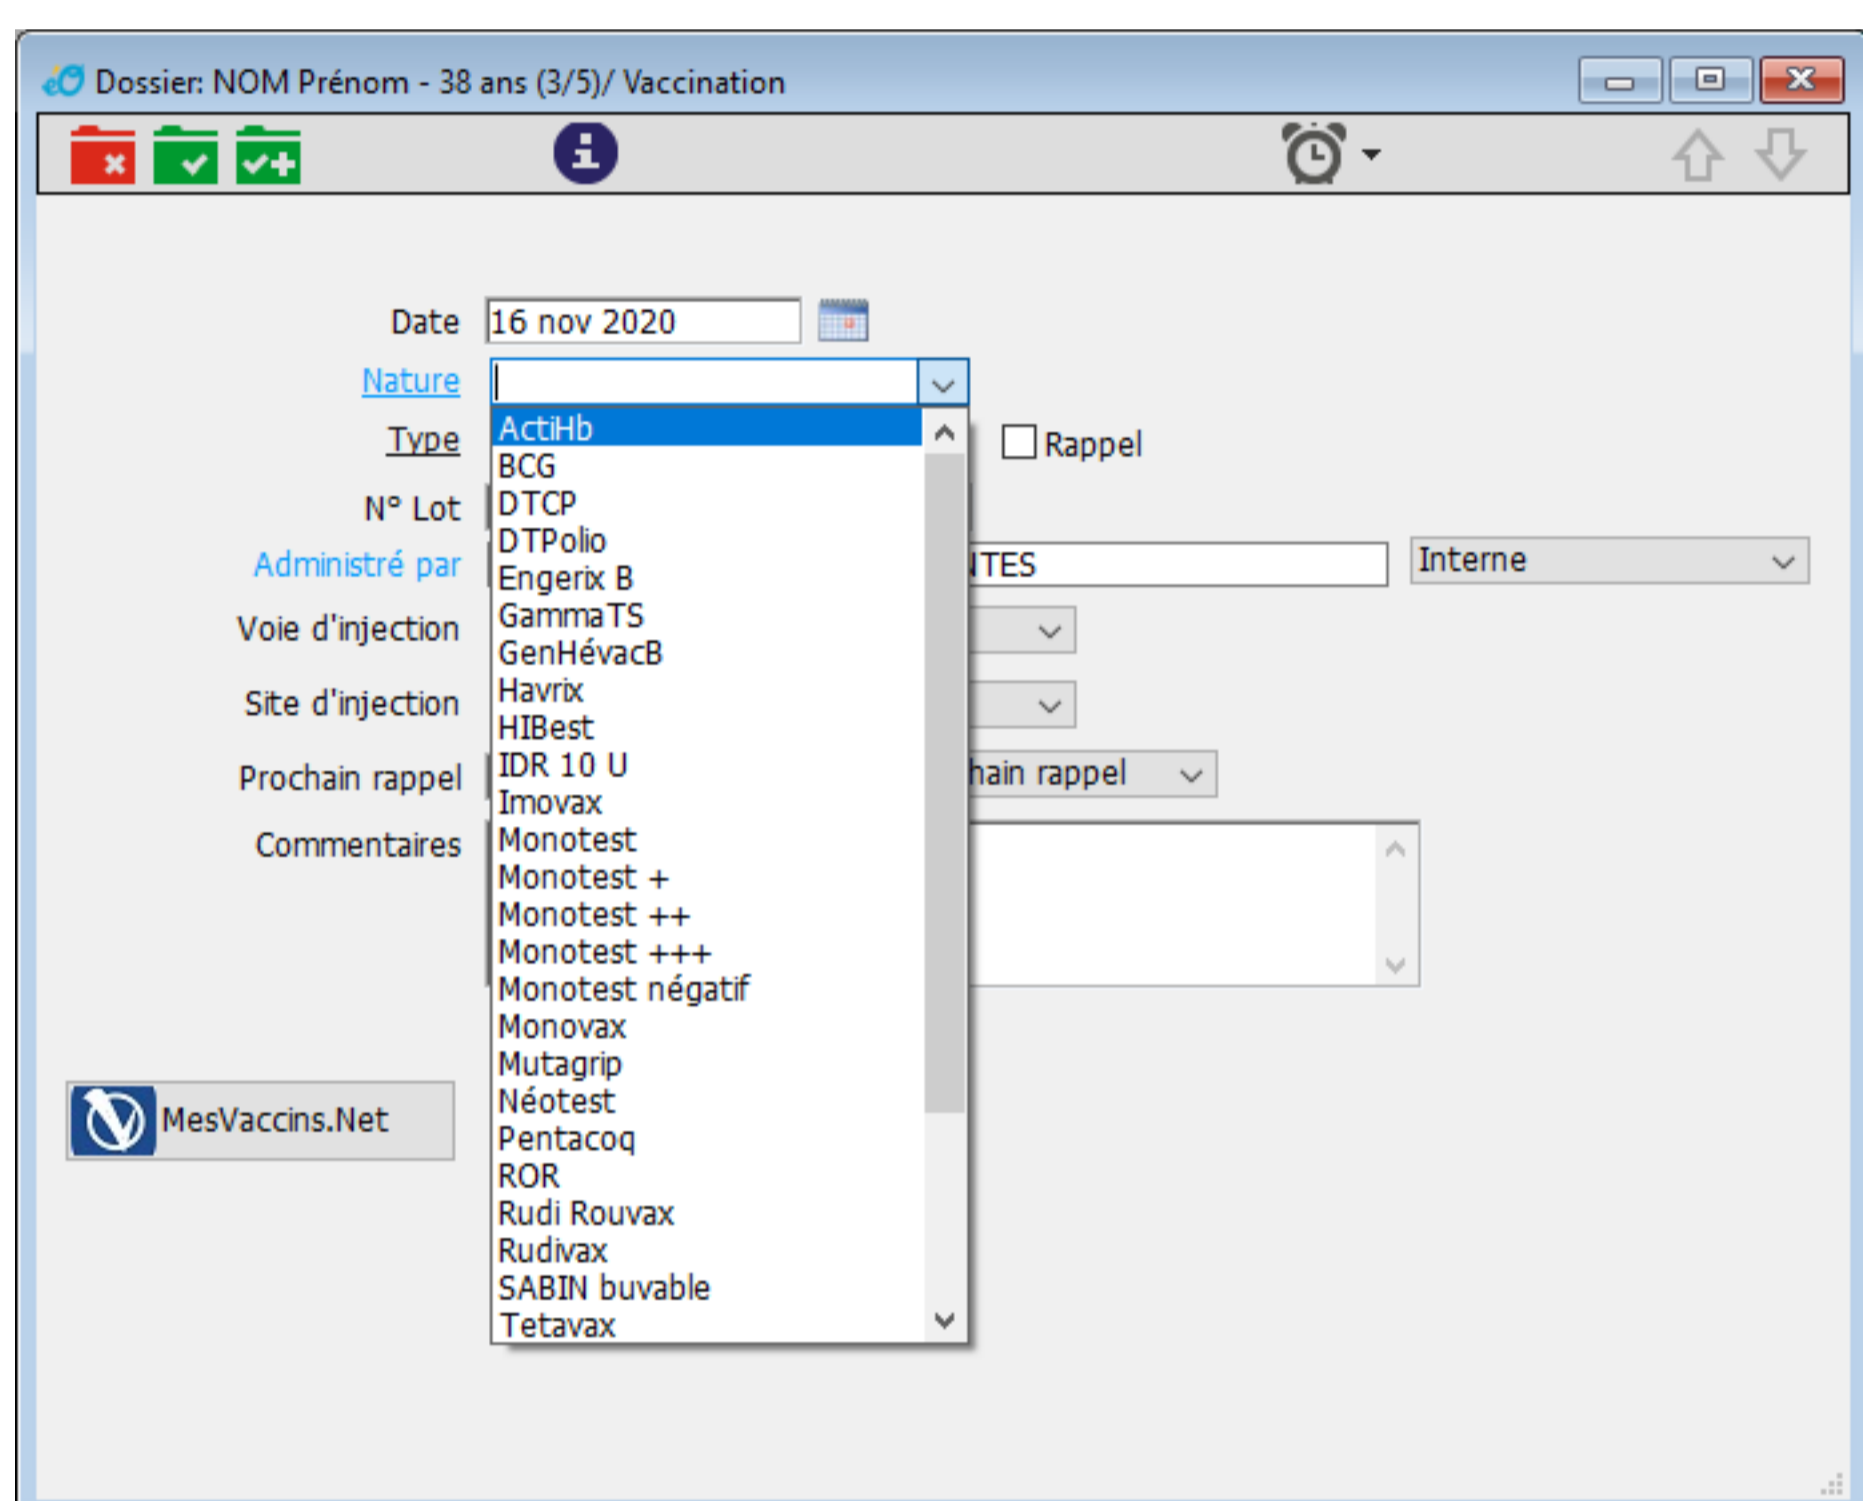 Dossier: NOM Prénom - 38 ans (3/5)/ Vaccination
Date 16 nov 2020
Nature
Type Rappel
N° Lot
Administré par Interne
Voie d'injection
Site d'injection
Prochain rappel rappel
Commentaires
ActiHb
BCG
DTCP
DTPolio
Engerix B
GammaTS
GenHévacB
Havrix
HIBest
IDR 10 U
Imovax
Monotest
Monotest +
Monotest ++
Monotest +++
Monotest négatif
Monovax
Mutagrip
Néotest
Pentacoq
ROR
Rudi Rouvax
Rudivax
SABIN buvable
Tetavax
MesVaccins.Net